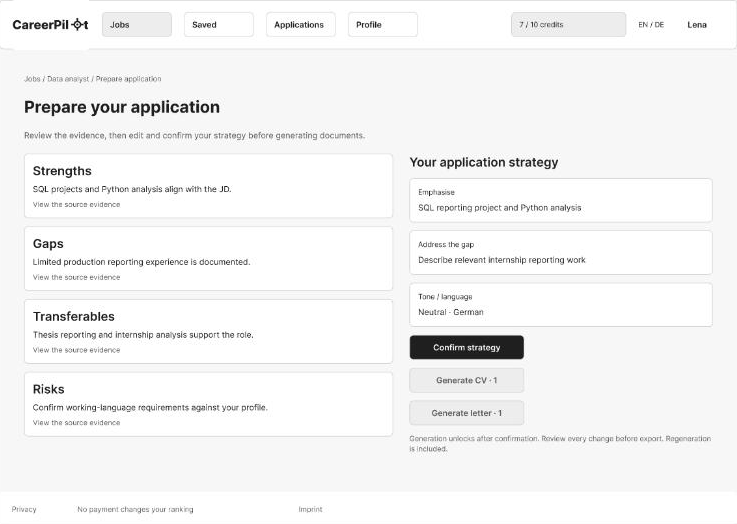 CareerPilot
Jobs
Saved
Applications
Profile
7 / 10 credits
EN / DE
Lena
Jobs / Data analyst / Prepare application
Prepare your application
Review the evidence, then edit and confirm your strategy before generating documents.
Strengths
SQL projects and Python analysis align with the JD.
View the source evidence
Gaps
Limited production reporting experience is documented.
View the source evidence
Transferables
Thesis reporting and internship analysis support the role.
View the source evidence
Risks
Confirm working-language requirements against your profile.
View the source evidence
Your application strategy
Emphasise
SQL reporting project and Python analysis
Address the gap
Describe relevant internship reporting work
Tone / language
Neutral · German
Confirm strategy
Generate CV · 1
Generate letter · 1
Generation unlocks after confirmation. Review every change before export. Regeneration
is included.
Privacy
No payment changes your ranking
Imprint